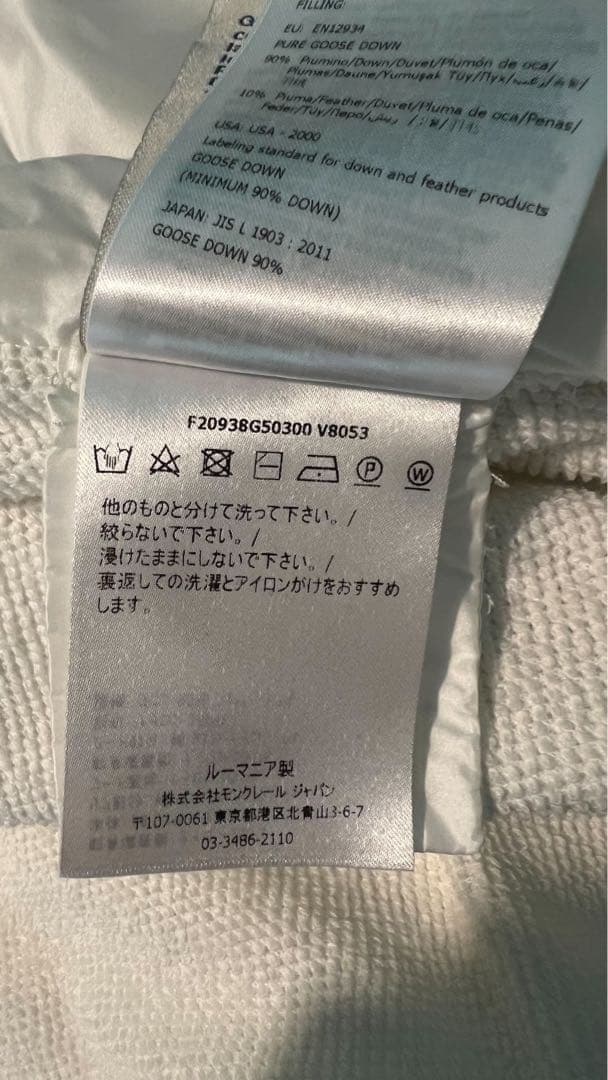 FILLING:
EU: EN12934
PURE GOOSE DOWN
90% Piumino/Down/Duvet/Plumón de oca/
Plumas/Daune/Yumuşak Tüy/Пух/
10% Piuma/Feather/Duvet/Pluma de oca/Penas/
Feder/Tüy/Перо/
USA: USA - 2000
Labeling standard for down and feather products
GOOSE DOWN
(MINIMUM 90% DOWN)
JAPAN: JIS L 1903 : 2011
GOOSE DOWN 90%
F20938G50300 V8053
P
W
他のものと分けて洗って下さい。/
絞らないで下さい。/
浸けたままにしないで下さい。/
裏返しての洗濯とアイロンがけをおすすめ
します。
ルーマニア製
株式会社モンクレール ジャパン
〒107-0061 東京都港区北青山3-6-7
03-3486-2110